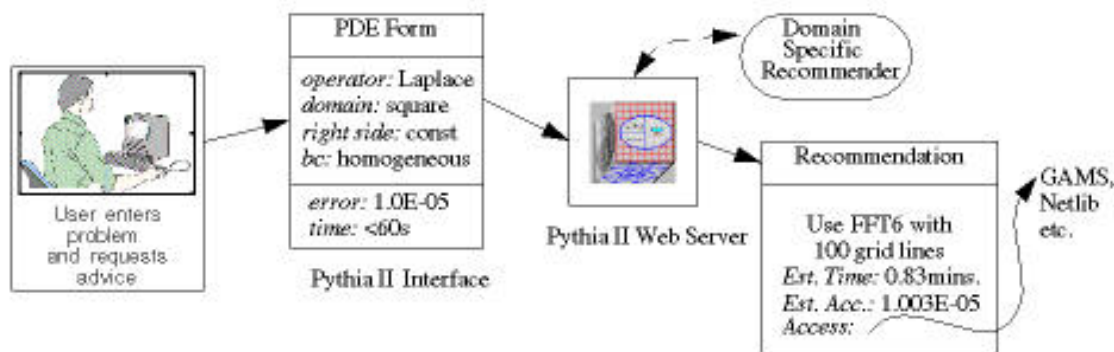 User enters
problem
and requests
advice
PDE Form
operator: Laplace
domain: square
right side: const
bc: homogeneous
error: 1.0E-05
time: <60s
Pythia II Interface
Pythia II Web Server
Domain
Specific
Recommender
Recommendation
Use FFT6 with
100 grid lines
Est. Time: 0.83mins.
Est. Acc.: 1.003E-05
Access:
GAMS,
Netlib
etc.